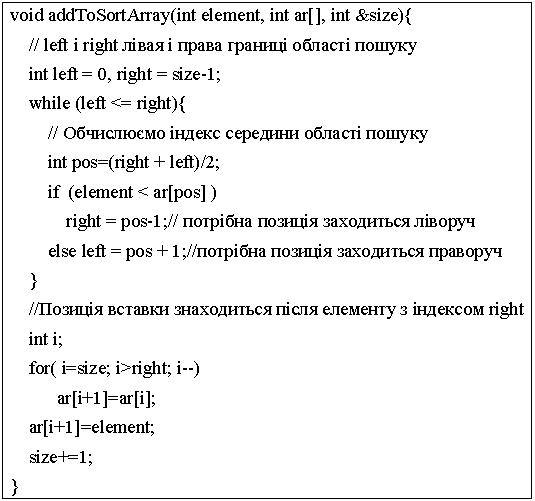 void addToSortArray(int element, int ar[], int &size){
// left і right лівая і права границі області пошуку
int left = 0, right = size-1;
while (left <= right){
// Обчислюємо індекс середини області пошуку
int pos=(right + left)/2;
if (element < ar[pos] )
right = pos-1;// потрібна позиція заходиться ліворуч
else left = pos + 1;//потрібна позиція заходиться праворуч
}
//Позиція вставки знаходиться після елементу з індексом right
int i;
for( i=size; i>right; i--)
ar[i+1]=ar[i];
ar[i+1]=element;
size+=1;
}